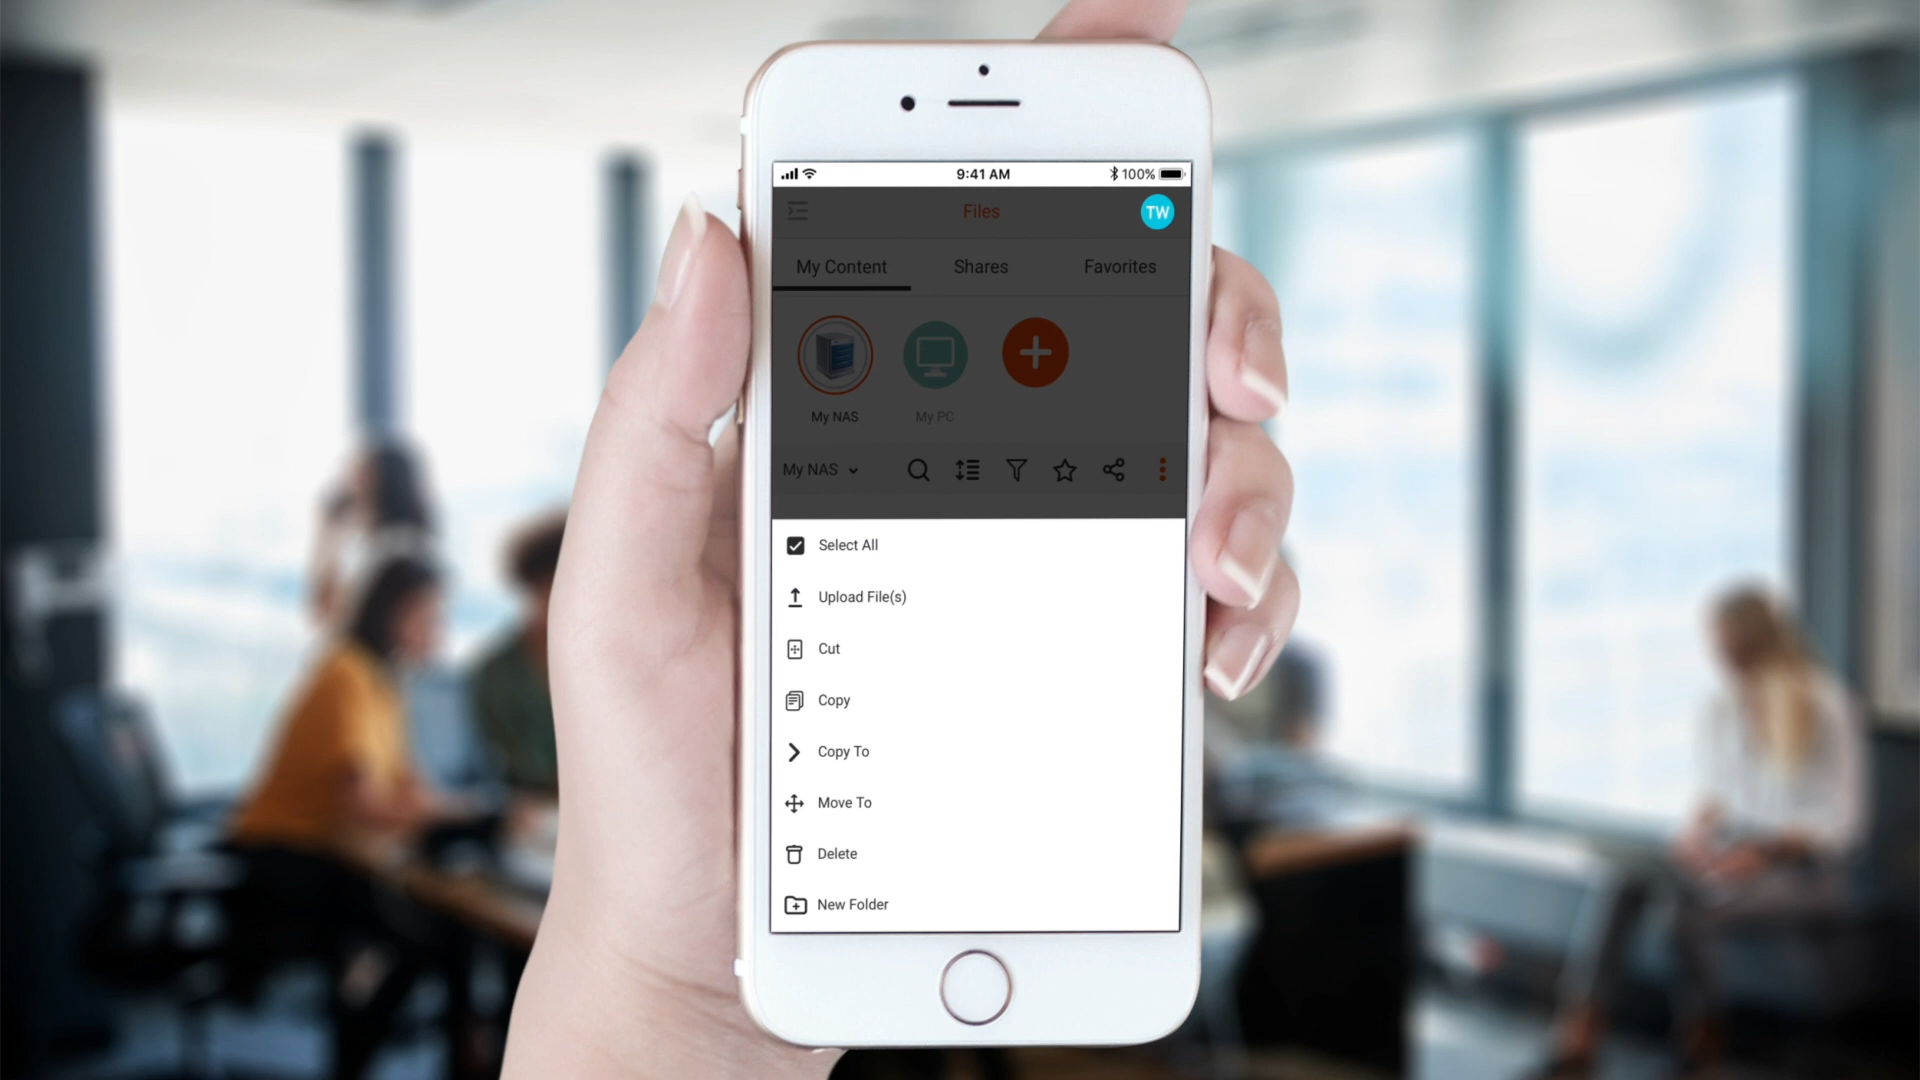 9:41 AM
100%
Files
TW
My Content Shares Favorites
My NAS My PC
My NAS
Select All
Upload File(s)
Cut
Copy
Copy To
Move To
Delete
New Folder